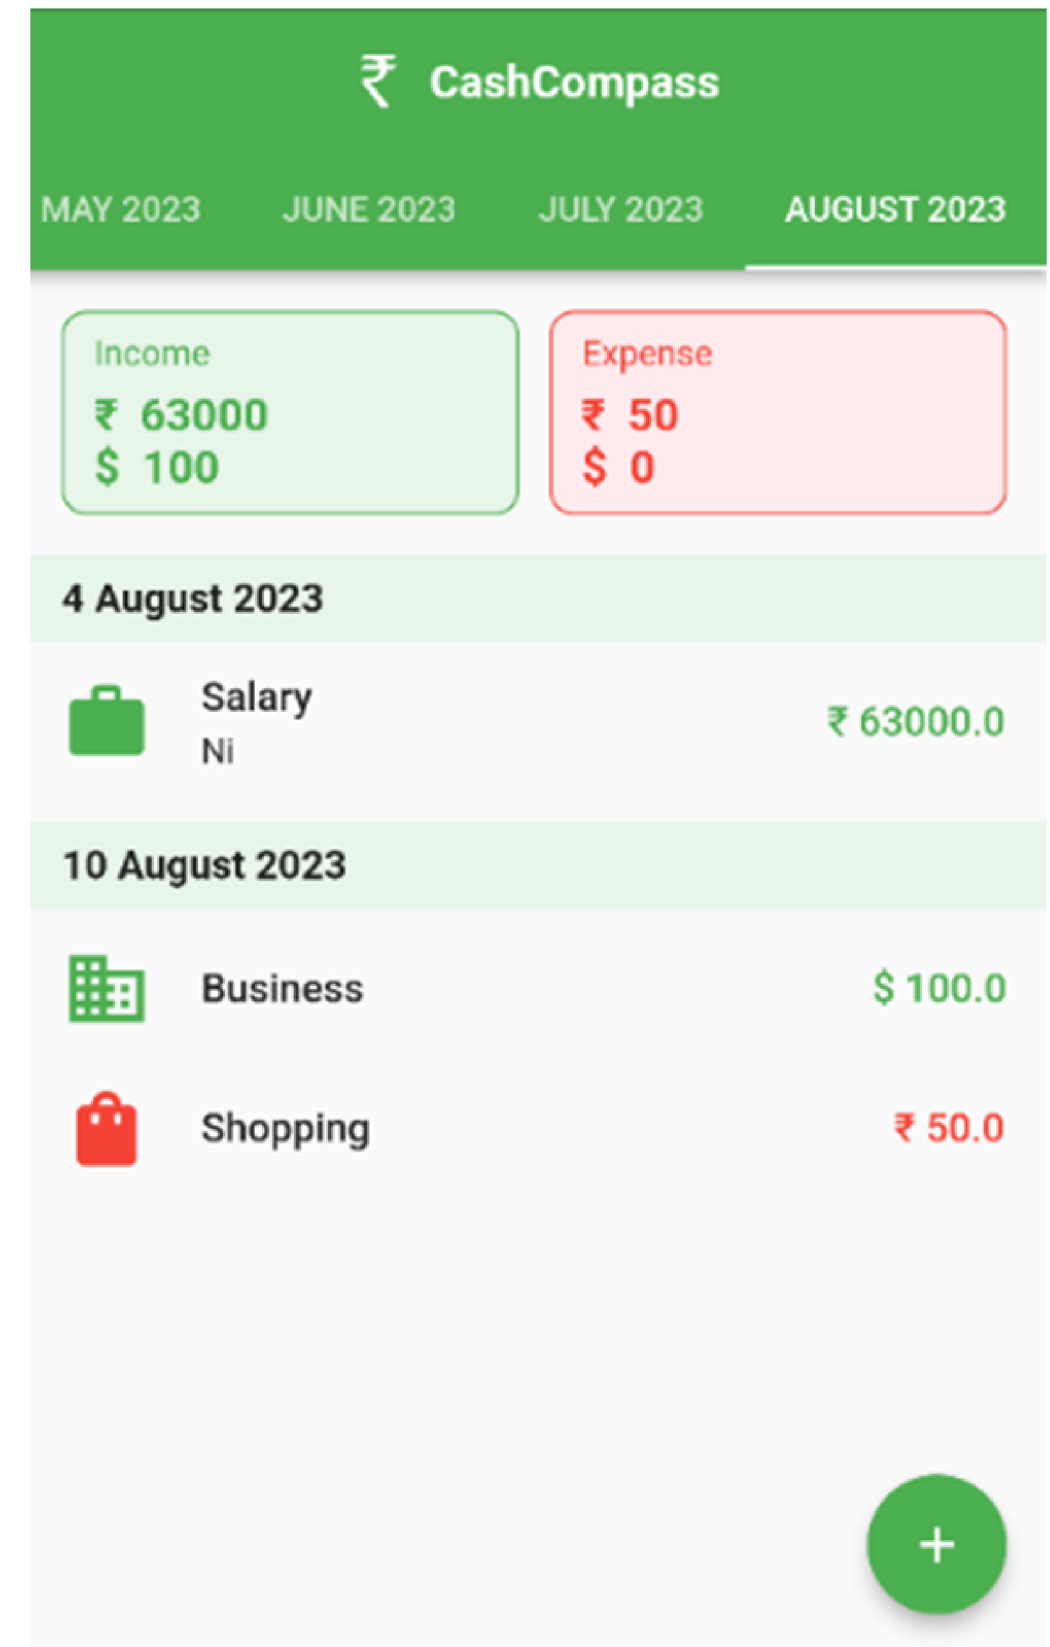 ₹ CashCompass
MAY 2023 JUNE 2023 JULY 2023 AUGUST 2023
Income
₹ 63000
$ 100
Expense
₹ 50
$ 0
4 August 2023
Salary
Ni
₹ 63000.0
10 August 2023
Business $ 100.0
Shopping ₹ 50.0
+